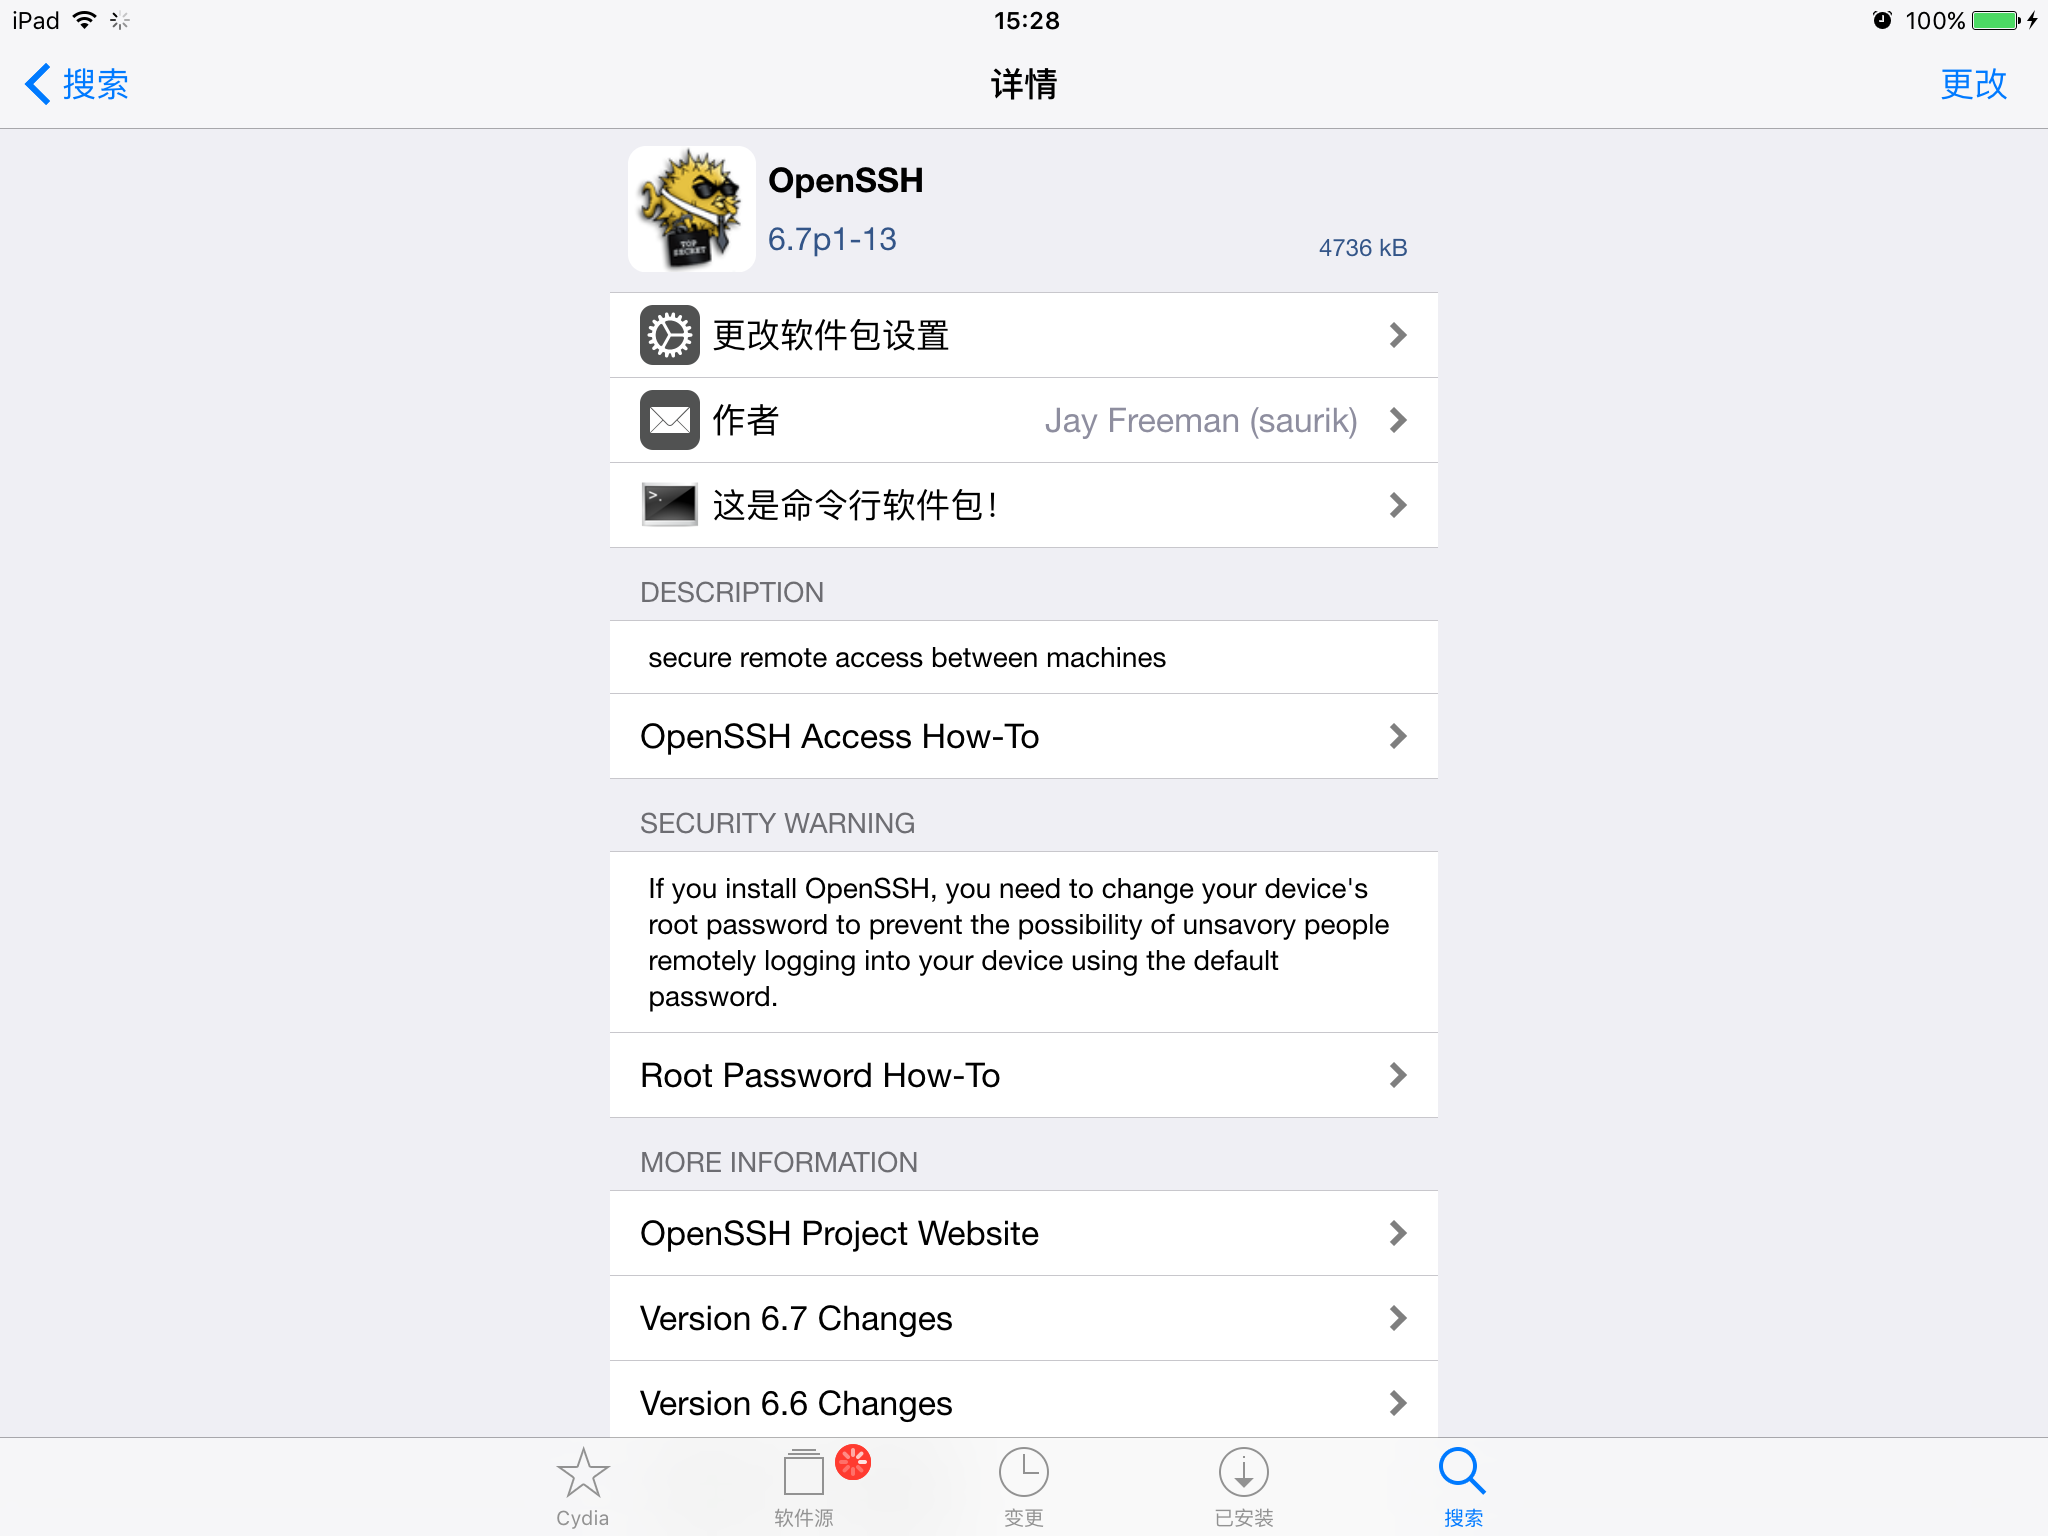 iPad
15:28
100%
搜索
详情
更改
OpenSSH
6.7p1-13
4736 kB
TOP
SECRET
更改软件包设置
作者
Jay Freeman (saurik)
这是命令行软件包！
DESCRIPTION
secure remote access between machines
OpenSSH Access How-To
SECURITY WARNING
If you install OpenSSH, you need to change your device's
root password to prevent the possibility of unsavory people
remotely logging into your device using the default
password.
Root Password How-To
MORE INFORMATION
OpenSSH Project Website
Version 6.7 Changes
Version 6.6 Changes
Cydia
软件源
变更
已安装
搜索